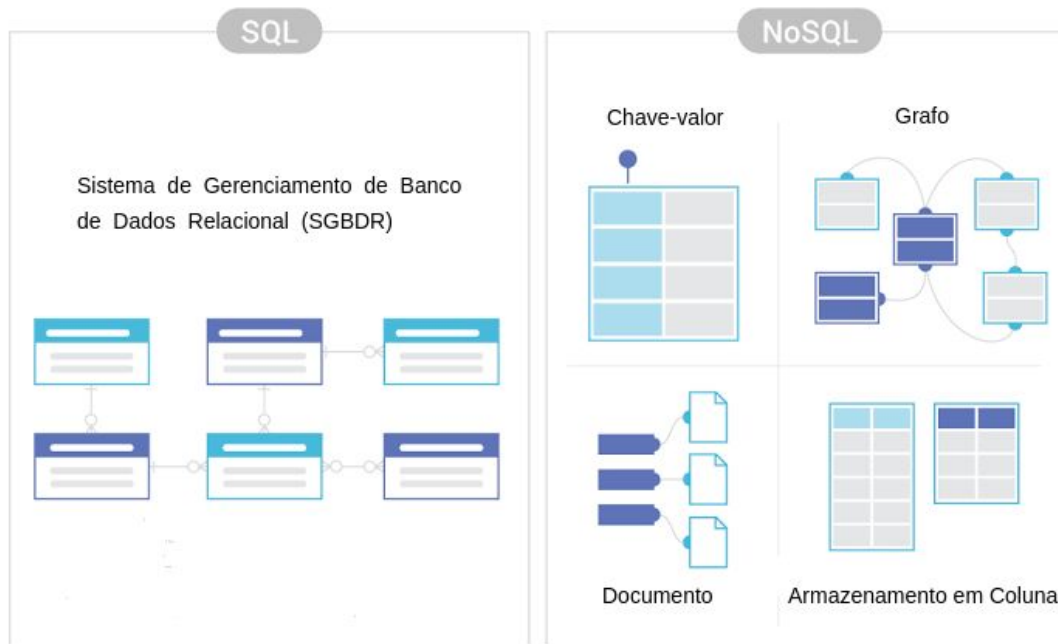 SQL
Sistema de Gerenciamento de Banco
de Dados Relacional (SGBDR)
NoSQL
Chave-valor
Grafo
Documento
Armazenamento em Coluna